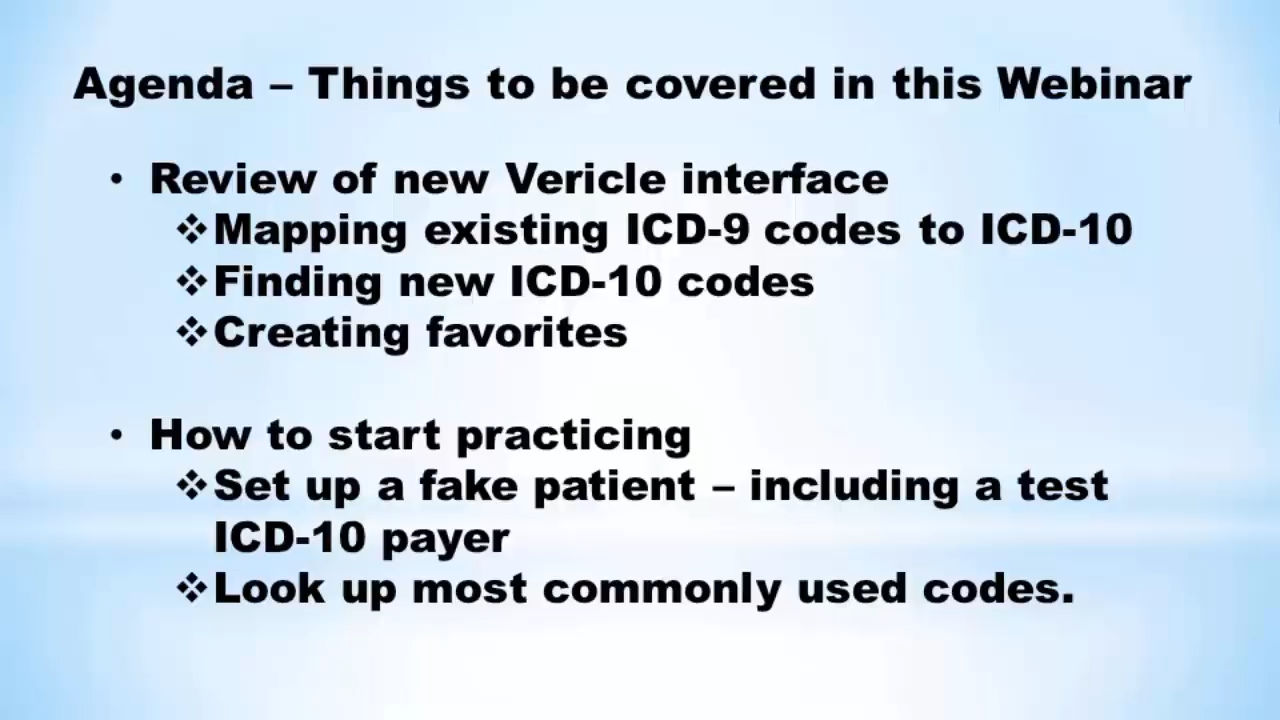 Agenda – Things to be covered in this Webinar
• Review of new Vericle interface
❖Mapping existing ICD-9 codes to ICD-10
❖Finding new ICD-10 codes
❖Creating favorites
• How to start practicing
❖Set up a fake patient – including a test
ICD-10 payer
❖Look up most commonly used codes.